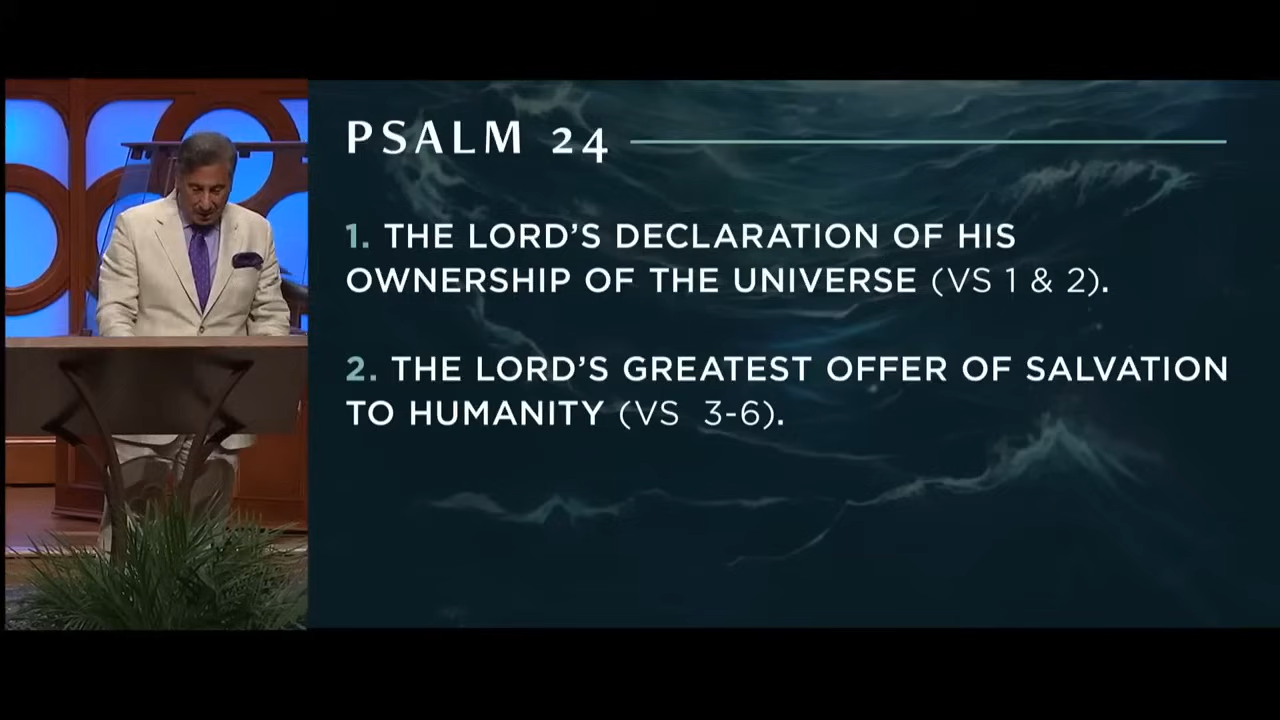 PSALM 24
1. THE LORD’S DECLARATION OF HIS
OWNERSHIP OF THE UNIVERSE (VS 1 & 2).
2. THE LORD’S GREATEST OFFER OF SALVATION
TO HUMANITY (VS  3-6).